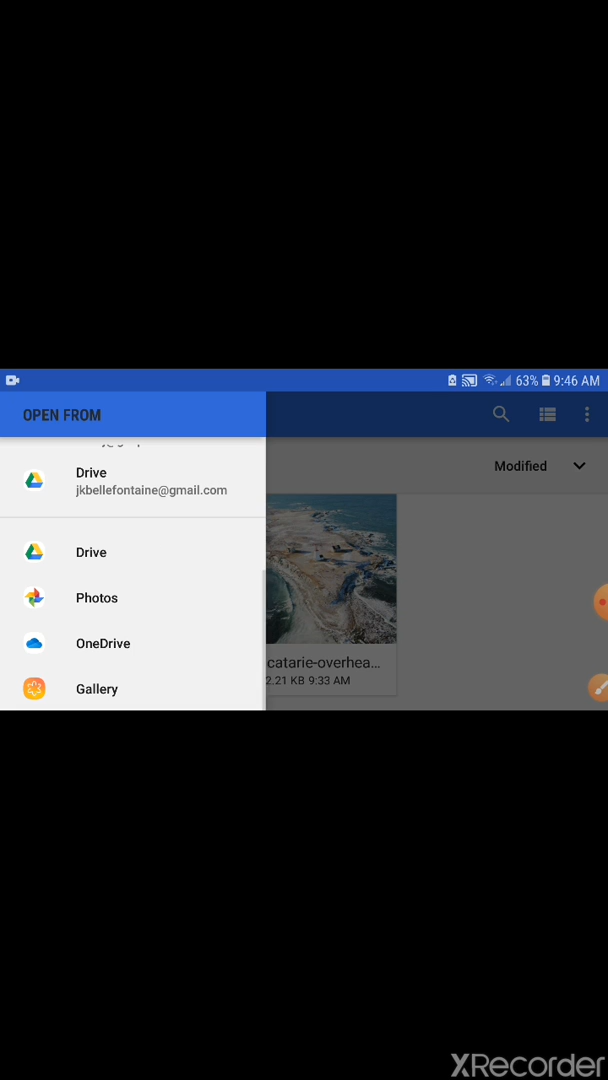 63% 9:46 AM
OPEN FROM
Drive
jkbellefontaine@gmail.com
Modified
Drive
Photos
OneDrive
Gallery
catarie-overhea...
2.21 KB 9:33 AM
XRecorder